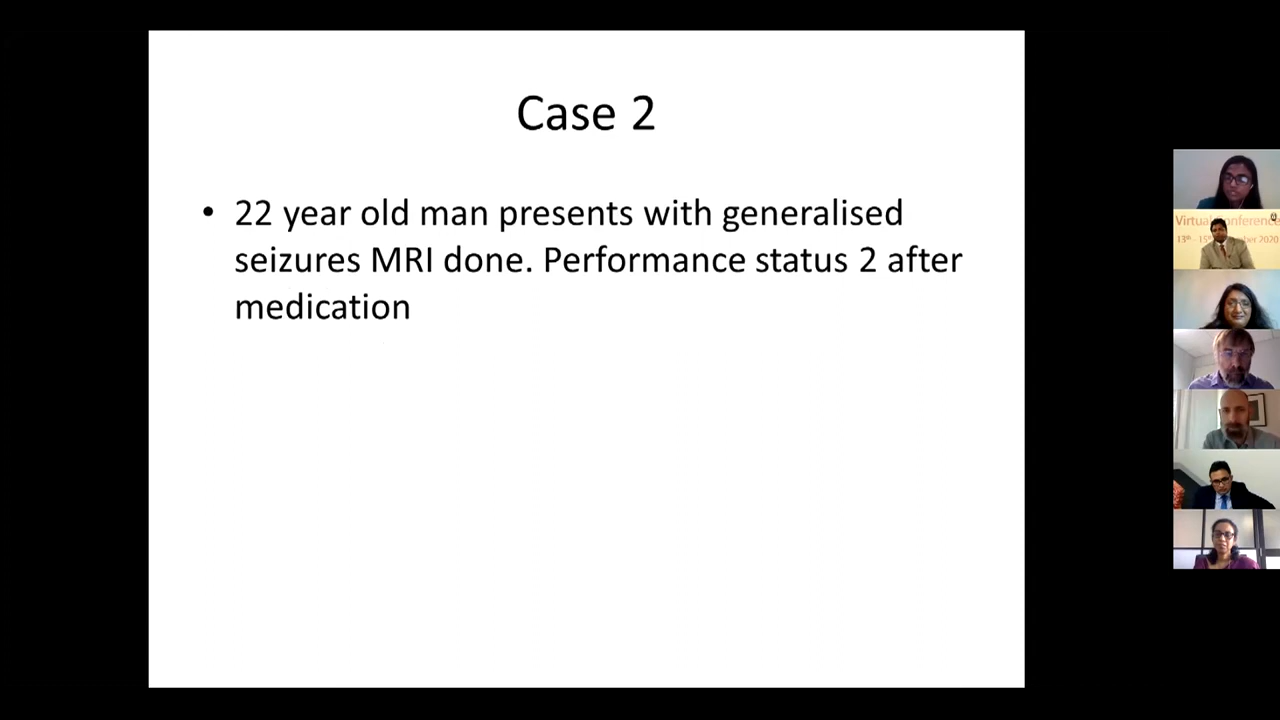 Case 2
• 22 year old man presents with generalised
seizures MRI done. Performance status 2 after
medication
Virtual Conference
13th - 15th
ber 2020